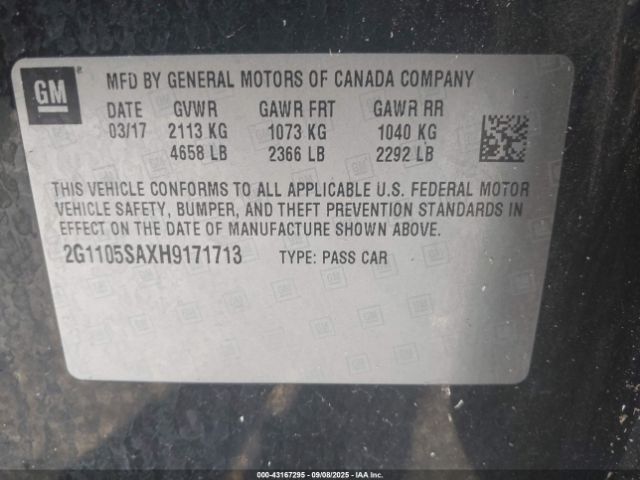 GM
MFD BY GENERAL MOTORS OF CANADA COMPANY
DATE GVWR GAWR FRT GAWR RR
03/17 2113 KG 1073 KG 1040 KG
4658 LB 2366 LB 2292 LB
THIS VEHICLE CONFORMS TO ALL APPLICABLE U.S. FEDERAL MOTOR
VEHICLE SAFETY, BUMPER, AND THEFT PREVENTION STANDARDS IN
EFFECT ON THE DATE OF MANUFACTURE SHOWN ABOVE.
2G1105SAXH9171713 TYPE: PASS CAR
000-43167295 - 09/08/2025 - IAA Inc.